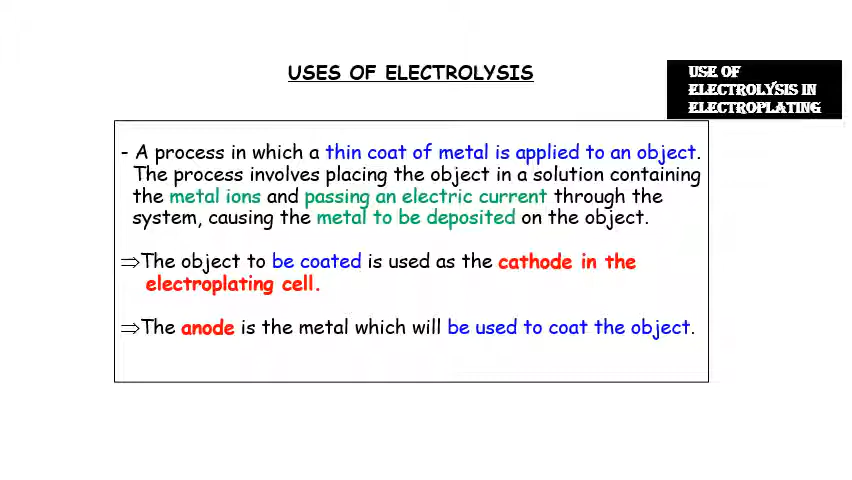 USES OF ELECTROLYSIS
USE OF
ELECTROLYSIS IN
ELECTROPLATING
- A process in which a thin coat of metal is applied to an object.
The process involves placing the object in a solution containing
the metal ions and passing an electric current through the
system, causing the metal to be deposited on the object.
⇒The object to be coated is used as the cathode in the
electroplating cell.
⇒The anode is the metal which will be used to coat the object.